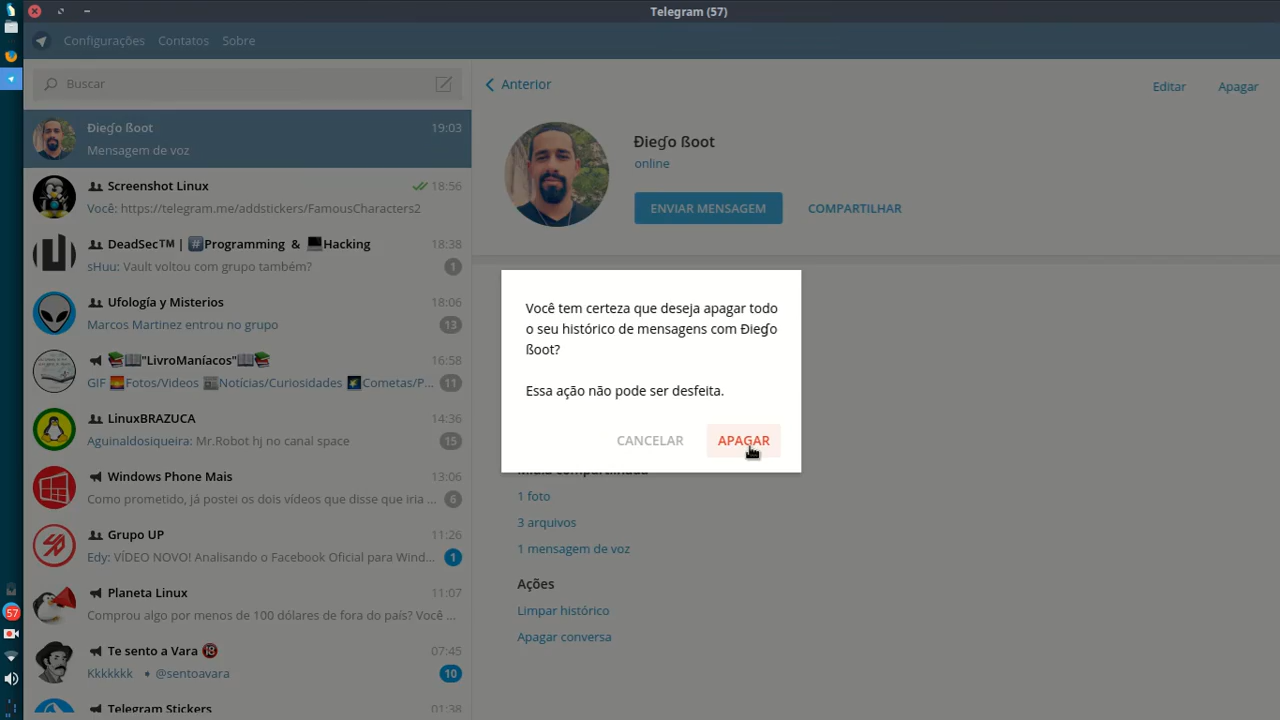 Telegram (57)
Configurações Contatos Sobre
Buscar
Anterior
Editar Apagar
Ðieɠo ßoot 19:03
Mensagem de voz
Screenshot Linux 18:56
Você: https://telegram.me/addstickers/FamousCharacters2
DeadSec™ | #️⃣Programming & 💻Hacking 18:38
sHuu: Vault voltou com grupo também? 1
Ufología y Misterios 18:06
Marcos Martinez entrou no grupo 13
📚📖"LivroManíacos"📖📚 16:58
GIF 🌅Fotos/Videos 📰Notícias/Curiosidades 🌠Cometas/P... 11
LinuxBRAZUCA 14:36
Aguinaldosiqueira: Mr.Robot hj no canal space 15
Windows Phone Mais 13:06
Como prometido, já postei os dois vídeos que disse que iria ... 6
Grupo UP 11:26
Edy: VÍDEO NOVO! Analisando o Facebook Oficial para Wind... 1
Planeta Linux 11:07
Comprou algo por menos de 100 dólares de fora do país? Você ...
Te sento a Vara 🔞 07:45
Kkkkkkk ➧ @sentoavara 10
Telegram Stickers 01:38
Ðieɠo ßoot
online
ENVIAR MENSAGEM COMPARTILHAR
Você tem certeza que deseja apagar todo
o seu histórico de mensagens com Ðieɠo
ßoot?
Essa ação não pode ser desfeita.
CANCELAR APAGAR
Mídia compartilhada
1 foto
3 arquivos
1 mensagem de voz
Ações
Limpar histórico
Apagar conversa
57